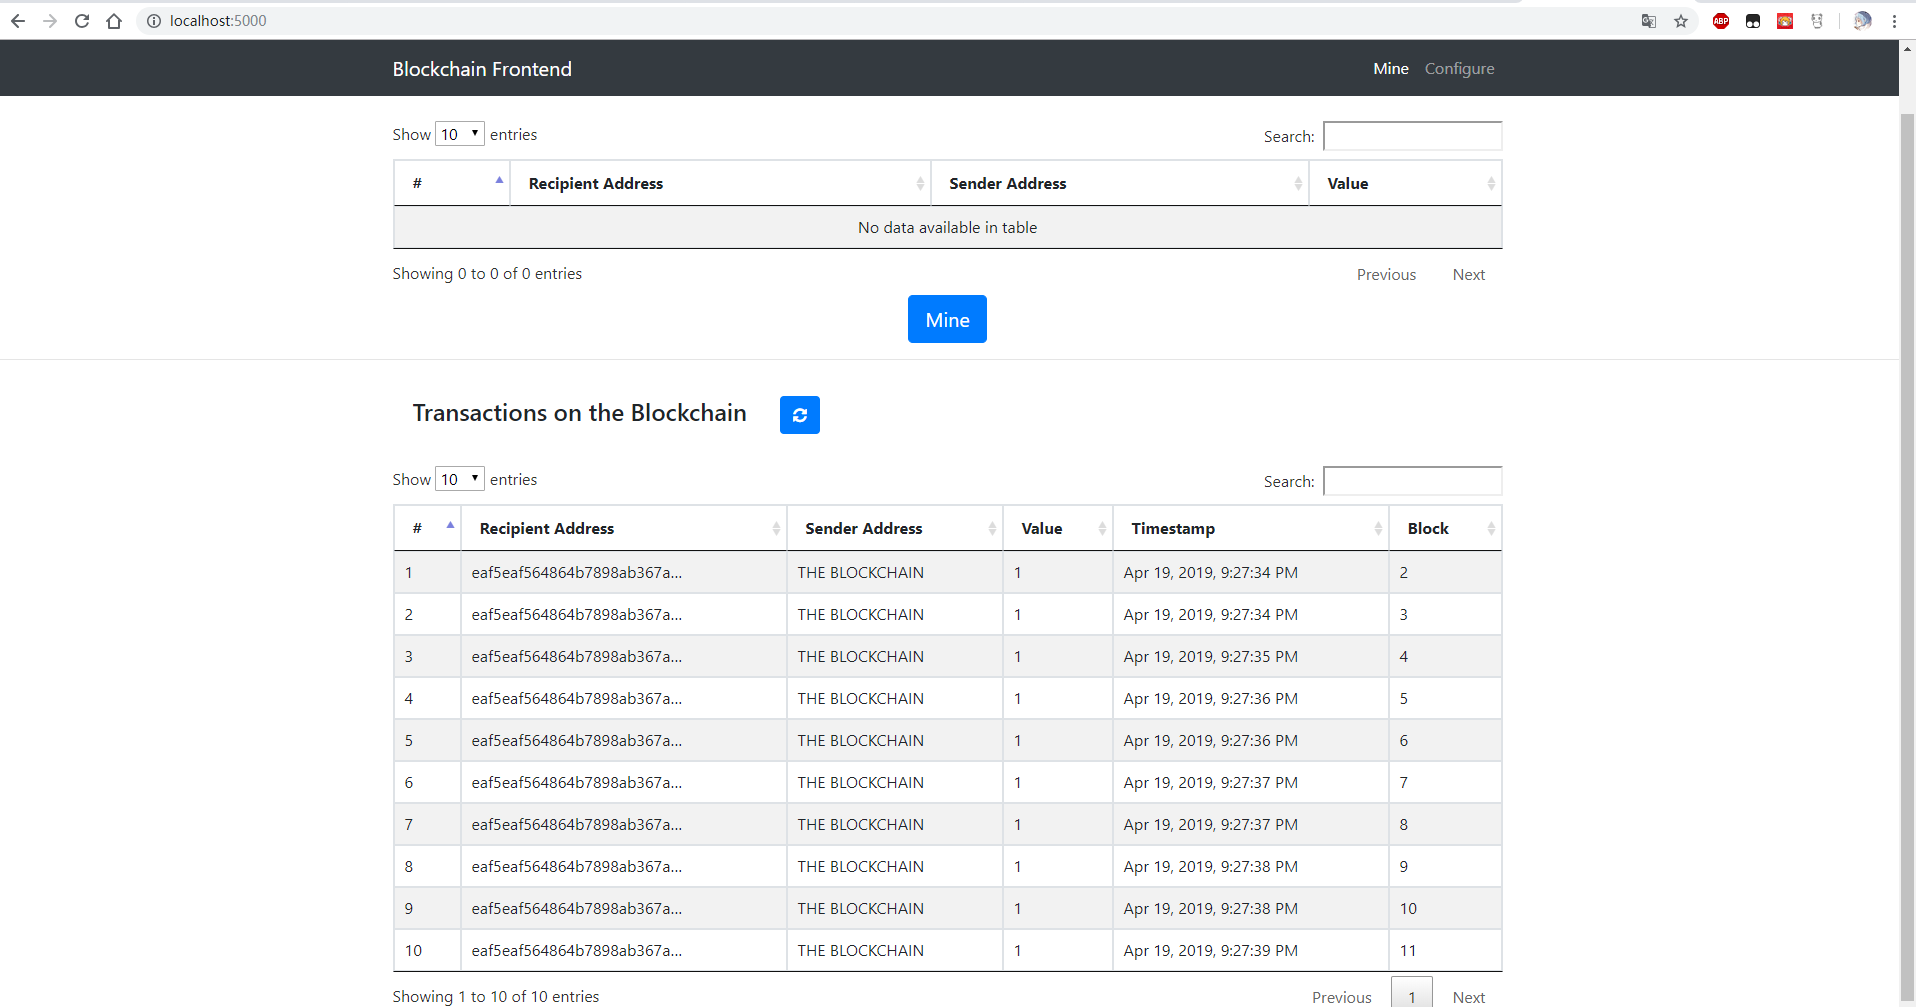 localhost:5000
ABP
Blockchain Frontend Mine Configure
Show 10 entries Search:
# Recipient Address Sender Address Value
No data available in table
Showing 0 to 0 of 0 entries Previous Next
Mine
Transactions on the Blockchain
Show 10 entries Search:
# Recipient Address Sender Address Value Timestamp Block
1 eaf5eaf564864b7898ab367a... THE BLOCKCHAIN 1 Apr 19, 2019, 9:27:34 PM 2
2 eaf5eaf564864b7898ab367a... THE BLOCKCHAIN 1 Apr 19, 2019, 9:27:34 PM 3
3 eaf5eaf564864b7898ab367a... THE BLOCKCHAIN 1 Apr 19, 2019, 9:27:35 PM 4
4 eaf5eaf564864b7898ab367a... THE BLOCKCHAIN 1 Apr 19, 2019, 9:27:36 PM 5
5 eaf5eaf564864b7898ab367a... THE BLOCKCHAIN 1 Apr 19, 2019, 9:27:36 PM 6
6 eaf5eaf564864b7898ab367a... THE BLOCKCHAIN 1 Apr 19, 2019, 9:27:37 PM 7
7 eaf5eaf564864b7898ab367a... THE BLOCKCHAIN 1 Apr 19, 2019, 9:27:37 PM 8
8 eaf5eaf564864b7898ab367a... THE BLOCKCHAIN 1 Apr 19, 2019, 9:27:38 PM 9
9 eaf5eaf564864b7898ab367a... THE BLOCKCHAIN 1 Apr 19, 2019, 9:27:38 PM 10
10 eaf5eaf564864b7898ab367a... THE BLOCKCHAIN 1 Apr 19, 2019, 9:27:39 PM 11
Showing 1 to 10 of 10 entries Previous 1 Next